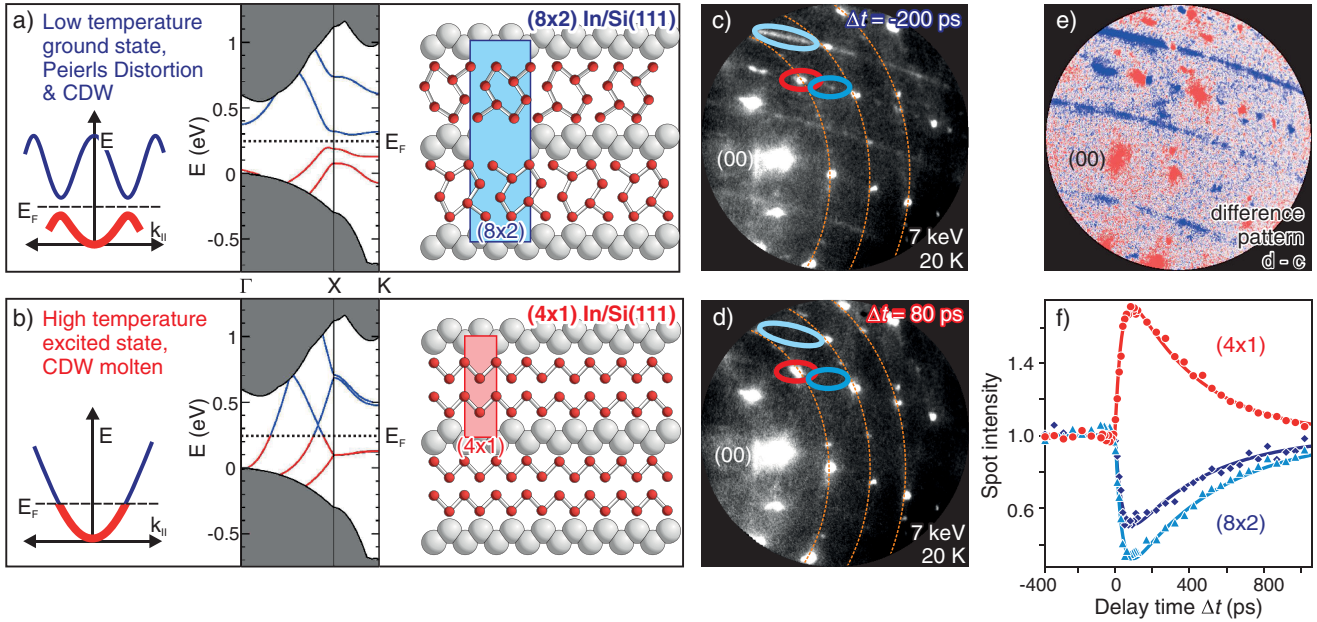 a) Low temperature
ground state,
Peierls Distortion
& CDW
E
E_F
k_||
E (eV)
1
0.5
0
-0.5
E_F
(8x2) In/Si(111)
(8x2)
Γ X K
b) High temperature
excited state,
CDW molten
E
E_F
k_||
E (eV)
1
0.5
0
-0.5
E_F
(4x1) In/Si(111)
(4x1)
c)
Δt = -200 ps
(00)
7 keV
20 K
d)
Δt = 80 ps
(00)
7 keV
20 K
e)
(00)
difference
pattern
d - c
f)
(4x1)
(8x2)
Spot intensity
1.4
1.0
0.6
-400 0 400 800
Delay time Δt (ps)